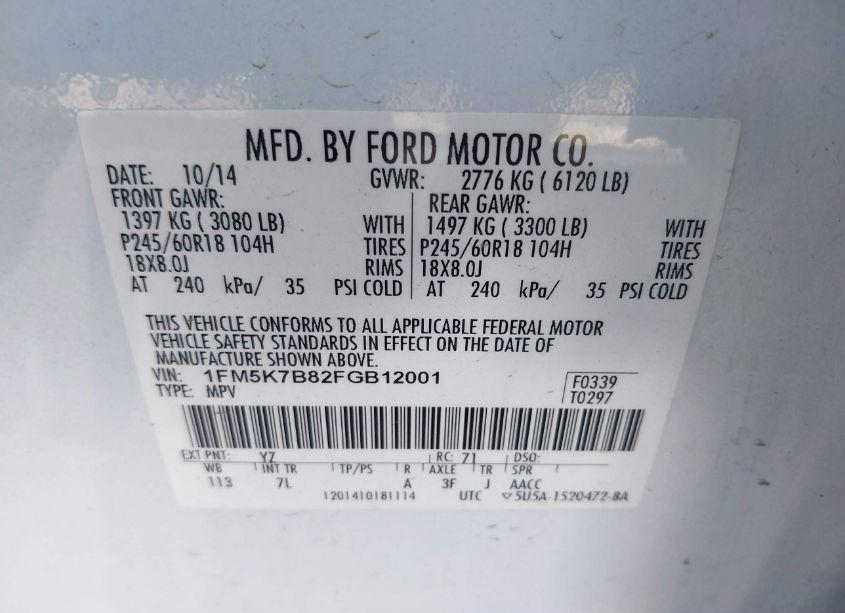 MFD. BY FORD MOTOR CO.
DATE: 10/14 GVWR: 2776 KG ( 6120 LB)
FRONT GAWR: REAR GAWR:
1397 KG ( 3080 LB) WITH 1497 KG ( 3300 LB) WITH
P245/60R18 104H TIRES P245/60R18 104H TIRES
18X8.0J RIMS 18X8.0J RIMS
AT 240 kPa/ 35 PSI COLD AT 240 kPa/ 35 PSI COLD
THIS VEHICLE CONFORMS TO ALL APPLICABLE FEDERAL MOTOR
VEHICLE SAFETY STANDARDS IN EFFECT ON THE DATE OF
MANUFACTURE SHOWN ABOVE.
VIN: 1FM5K7B82FGB12001 F0339
TYPE: MPV T0297
EXT PNT: YZ RC: 71 DSO:
WB INT TR TP/PS R AXLE TR SPR
113 7L A 3F J AACC
1201410181114 UTC ▽5U5A-1520472-BA